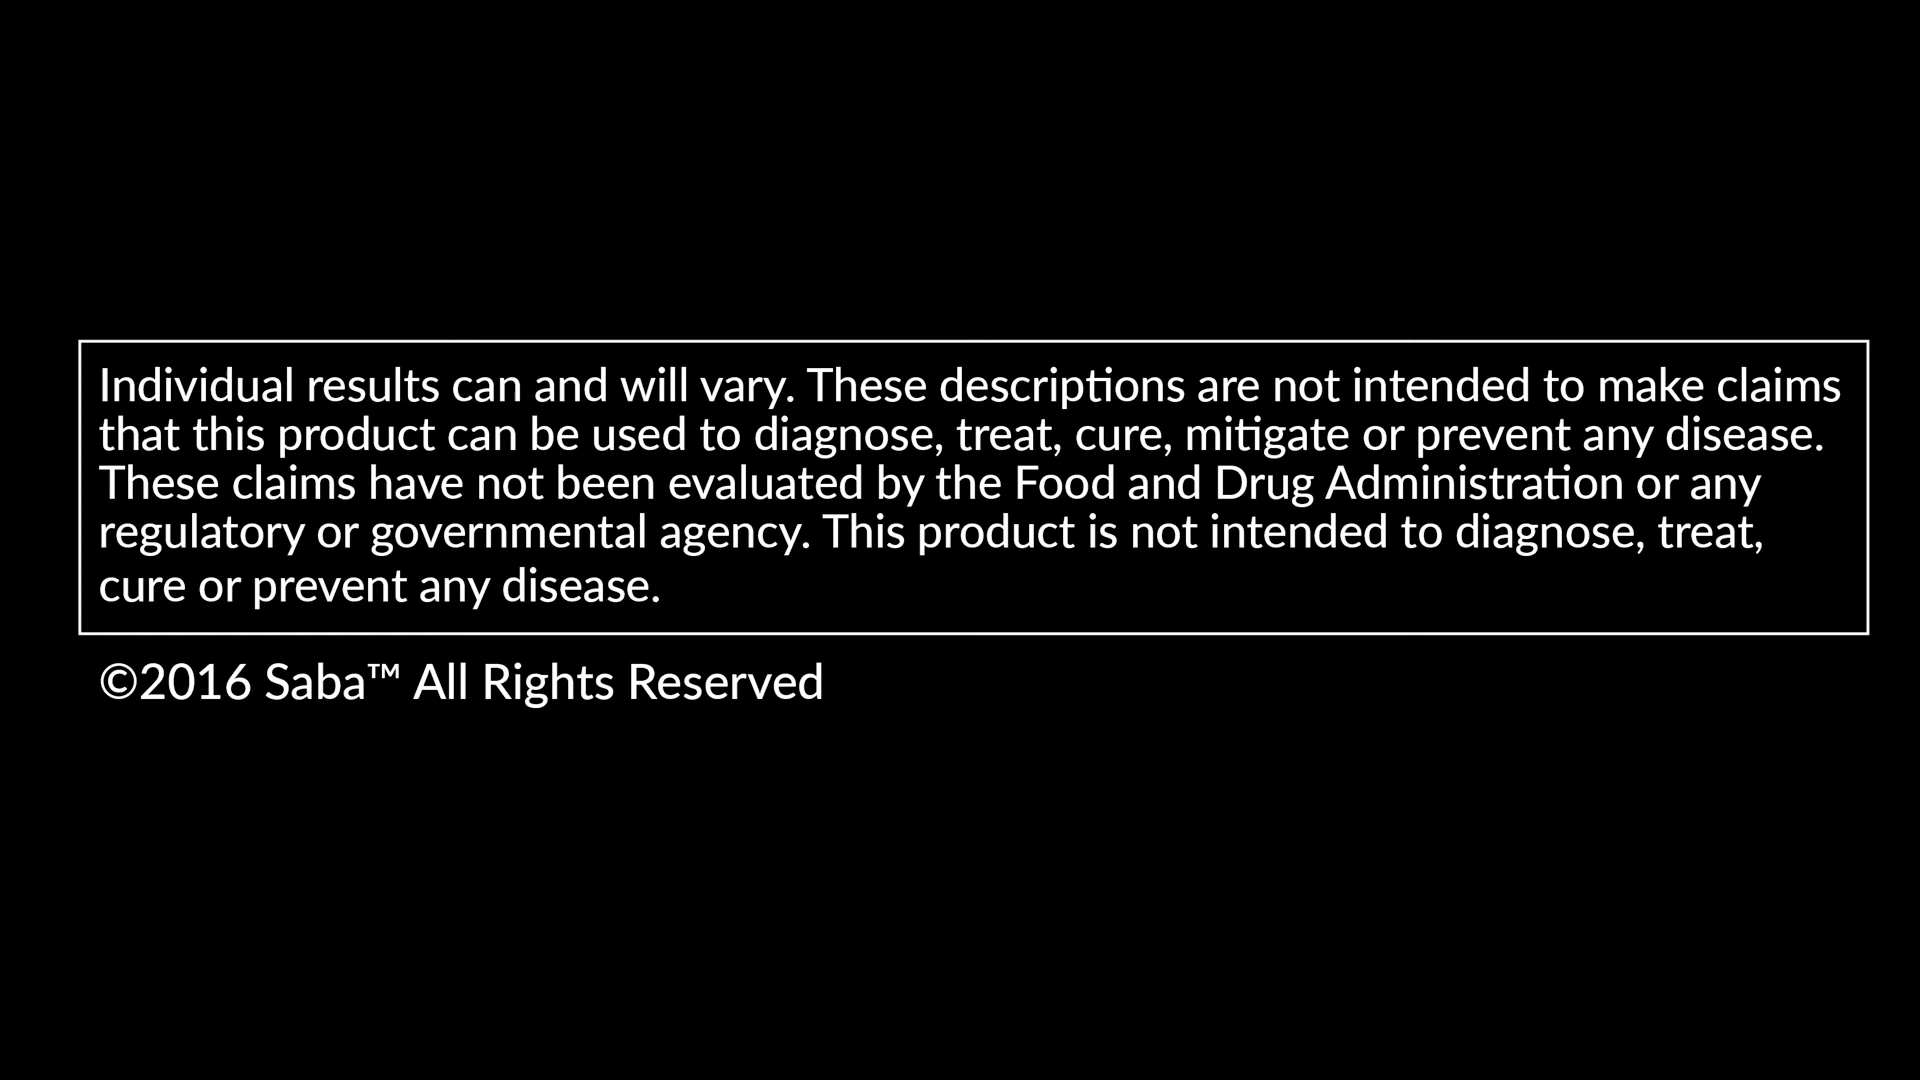 Individual results can and will vary. These descriptions are not intended to make claims
that this product can be used to diagnose, treat, cure, mitigate or prevent any disease.
These claims have not been evaluated by the Food and Drug Administration or any
regulatory or governmental agency. This product is not intended to diagnose, treat,
cure or prevent any disease.
©2016 Saba™ All Rights Reserved